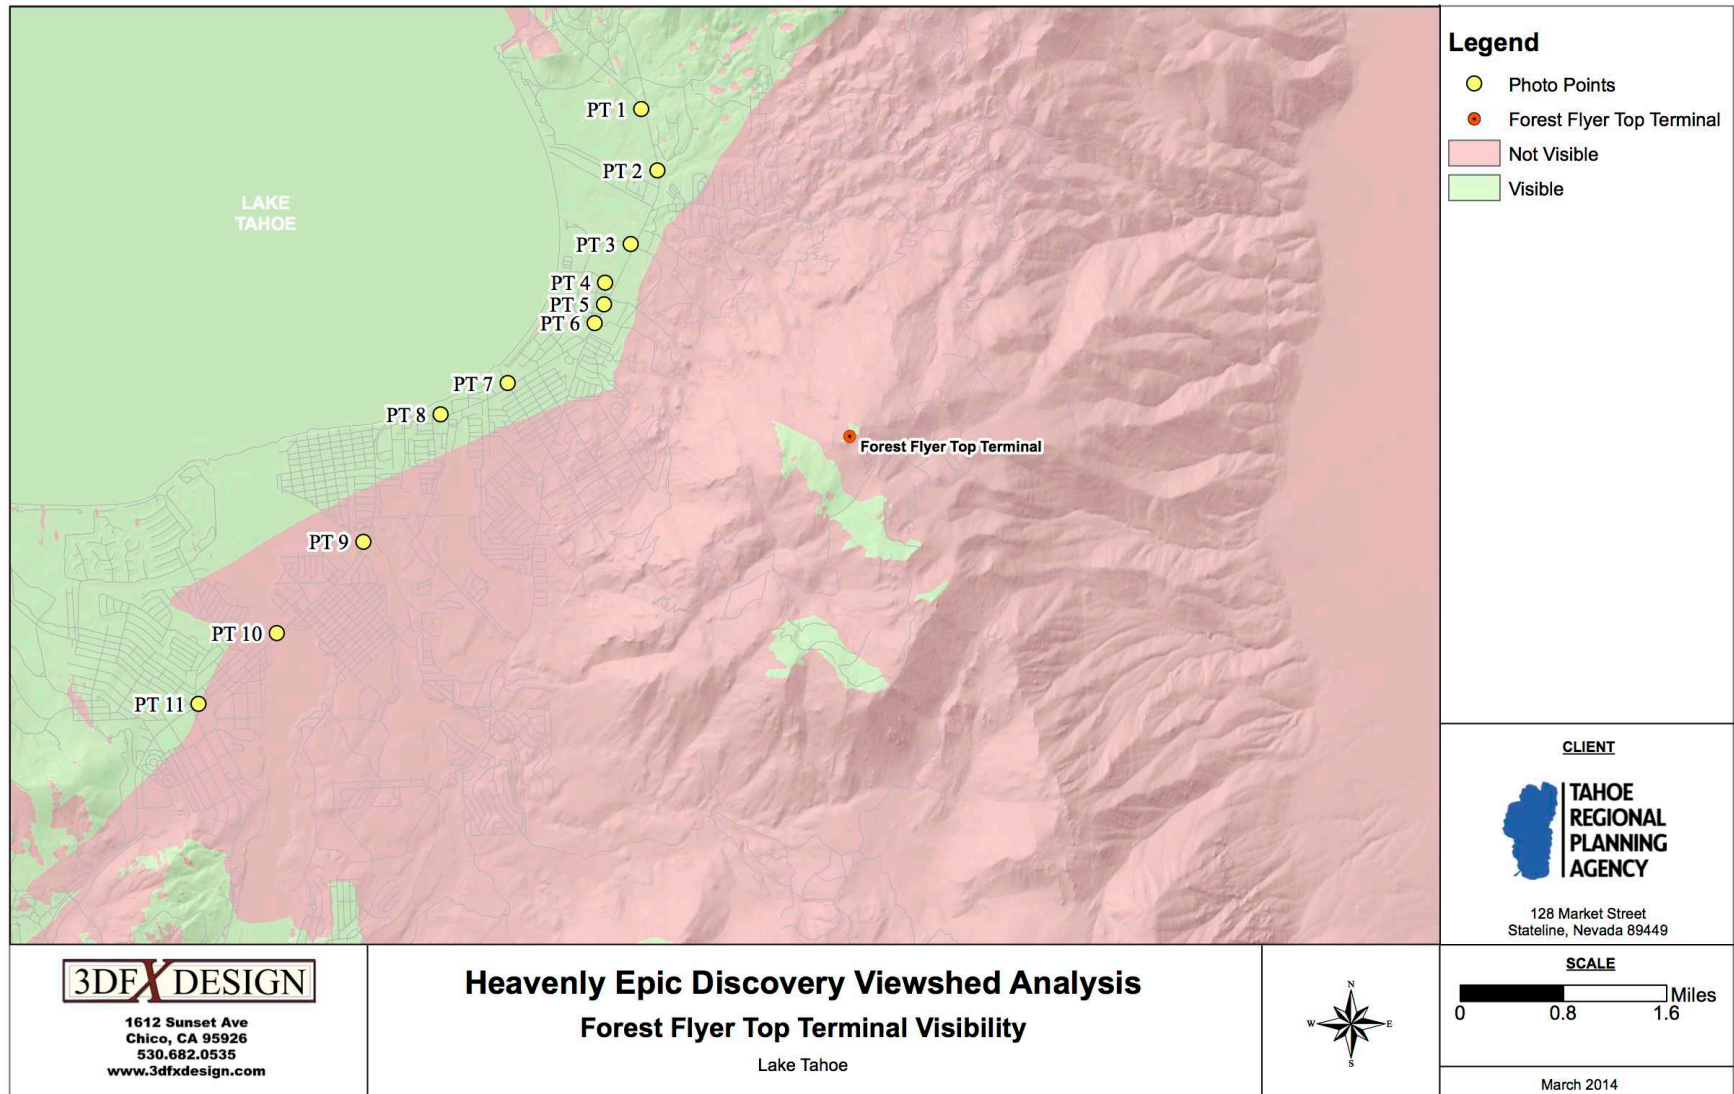 LAKE
TAHOE
PT 1
PT 2
PT 3
PT 4
PT 5
PT 6
PT 7
PT 8
PT 9
PT 10
PT 11
Forest Flyer Top Terminal
Legend
Photo Points
Forest Flyer Top Terminal
Not Visible
Visible
CLIENT
TAHOE
REGIONAL
PLANNING
AGENCY
128 Market Street
Stateline, Nevada 89449
3DFXDESIGN
1612 Sunset Ave
Chico, CA 95926
530.682.0535
www.3dfxdesign.com
Heavenly Epic Discovery Viewshed Analysis
Forest Flyer Top Terminal Visibility
Lake Tahoe
N
W E
S
SCALE
Miles
0 0.8 1.6
March 2014